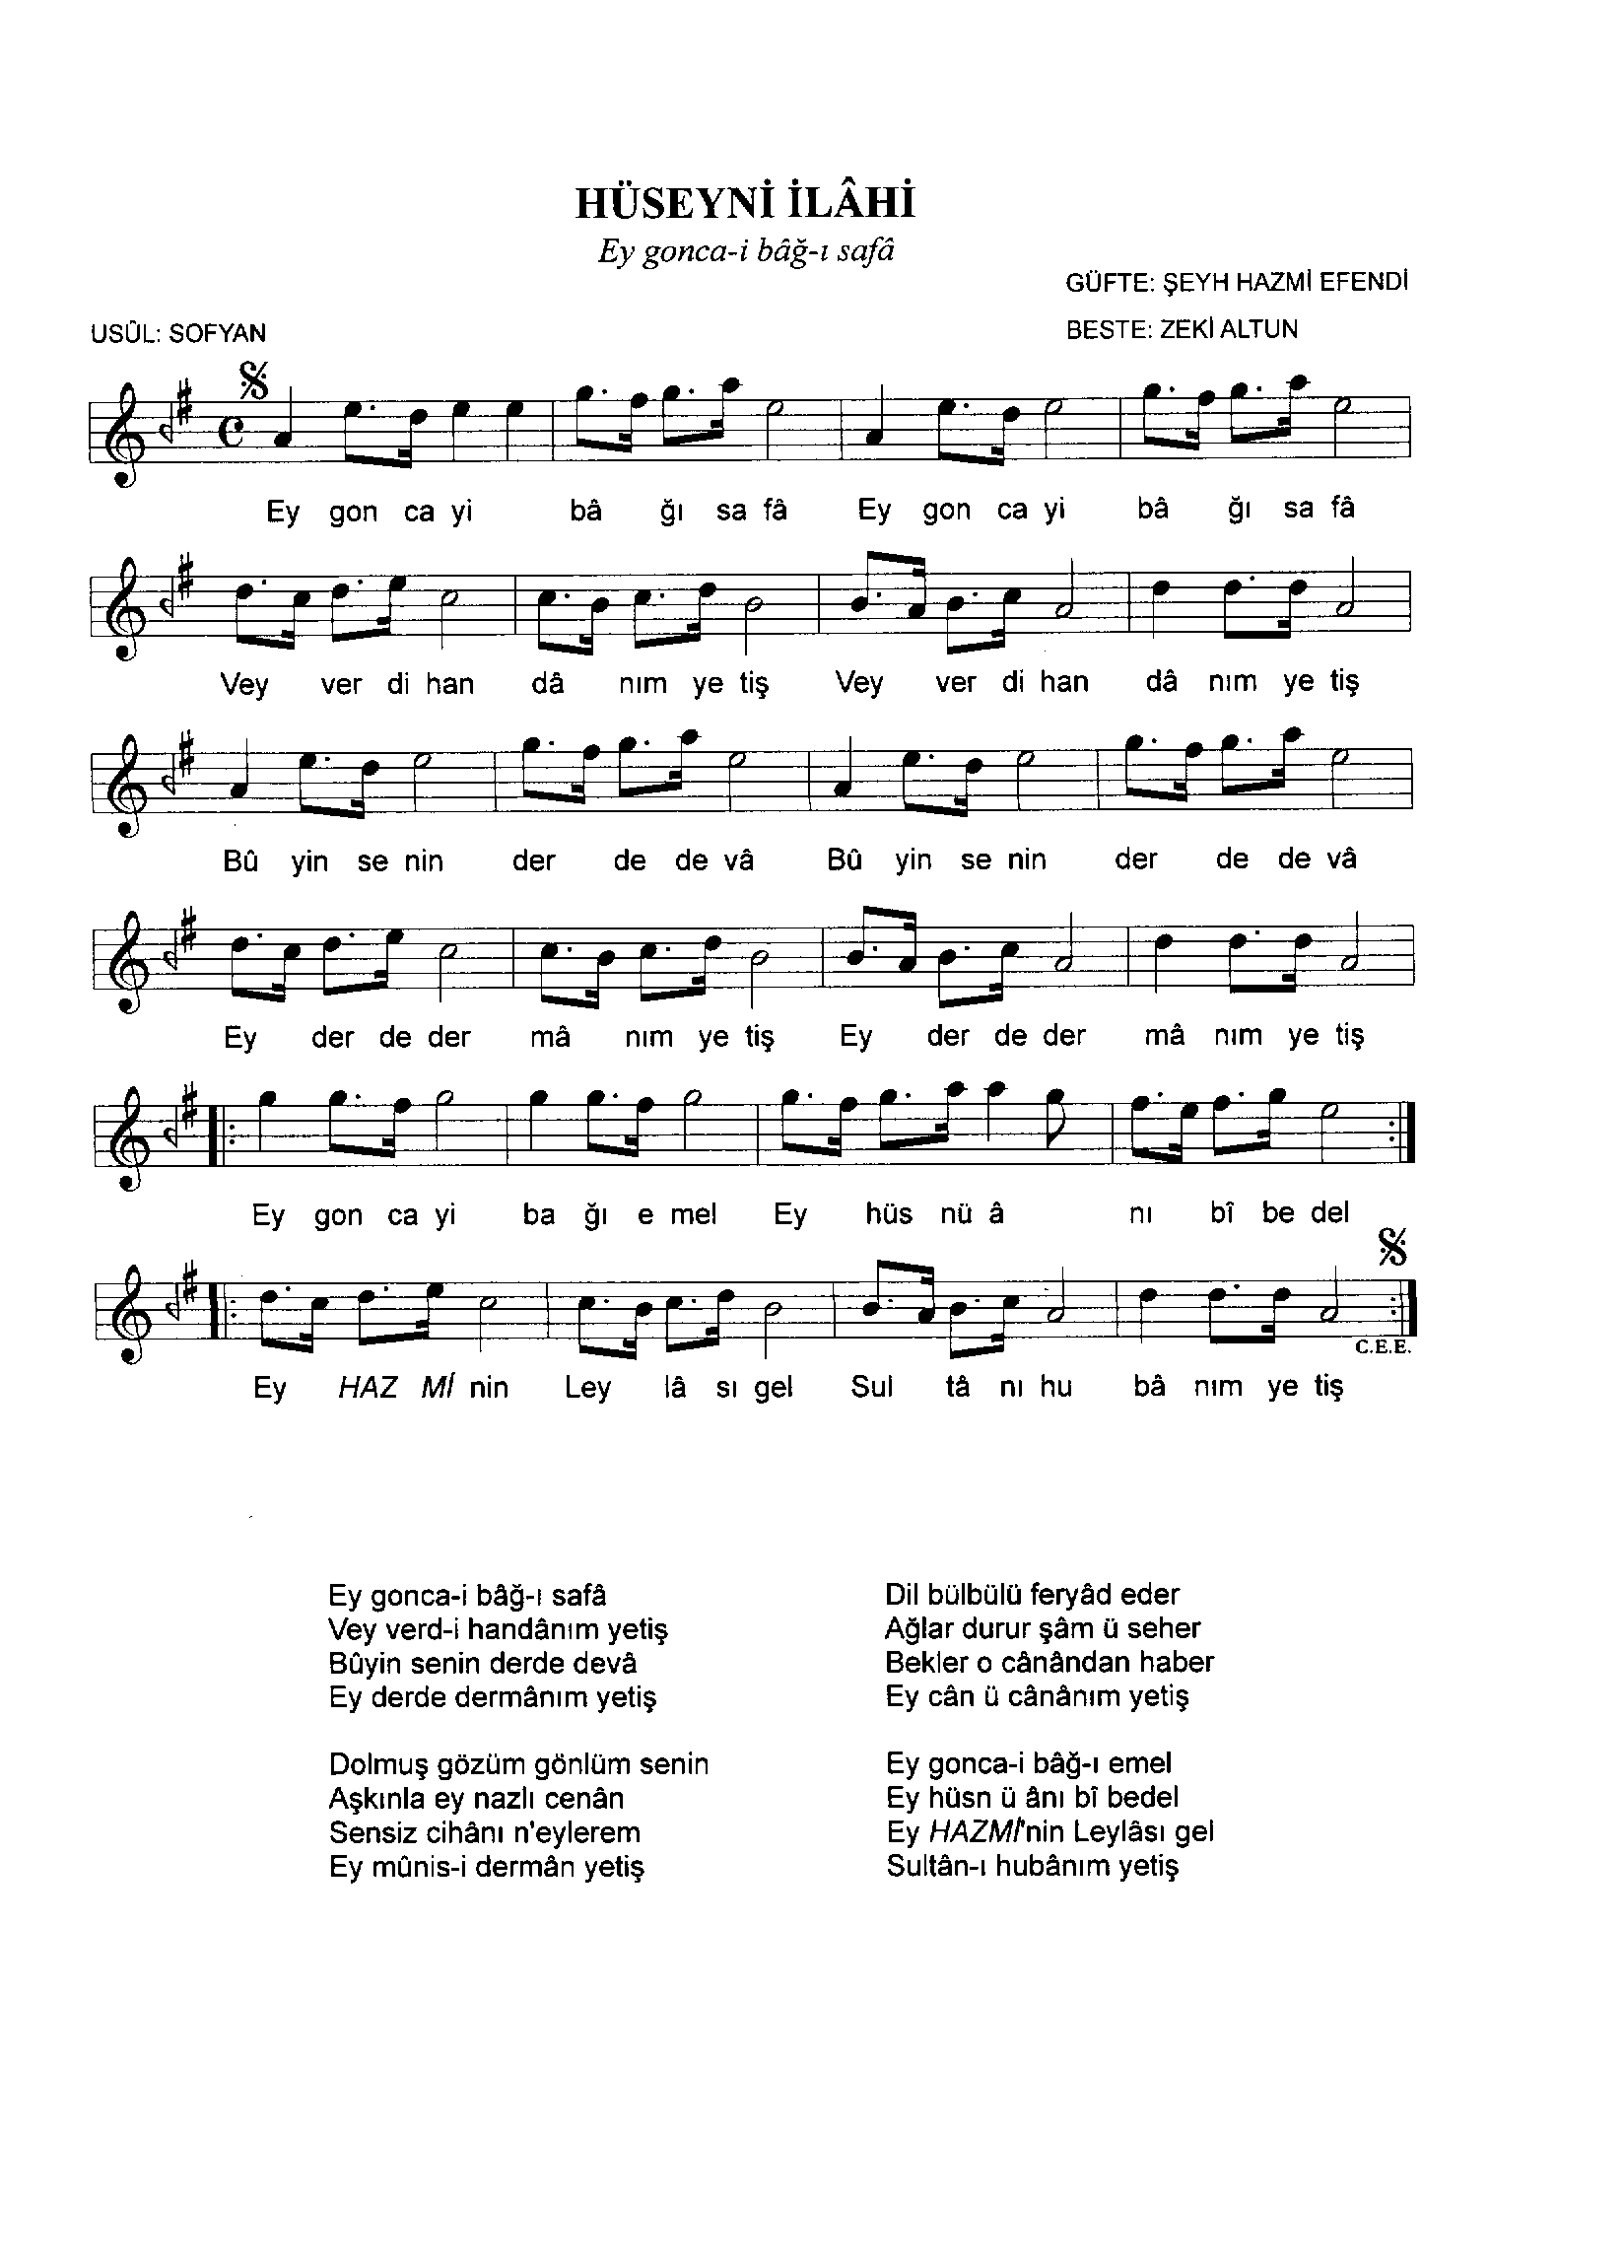 HÜSEYNİ İLÂHİ
Ey gonca-i bâğ-ı safâ
GÜFTE: ŞEYH HAZMİ EFENDİ
USÛL: SOFYAN
BESTE: ZEKİ ALTUN
Ey gon ca yi bâ ğı sa fâ Ey gon ca yi bâ ğı sa fâ
Vey ver di han dâ nım ye tiş Vey ver di han dâ nım ye tiş
Bû yin se nin der de de vâ Bû yin se nin der de de vâ
Ey der de der mâ nım ye tiş Ey der de der mâ nım ye tiş
Ey gon ca yi ba ğı e mel Ey hüs nü â nı bî be del
C.E.E.
Ey HAZ Mİ nin Ley lâ sı gel Sul tâ nı hu bâ nım ye tiş
Ey gonca-i bâğ-ı safâ
Vey verd-i handânım yetiş
Bûyin senin derde devâ
Ey derde dermânım yetiş
Dolmuş gözüm gönlüm senin
Aşkınla ey nazlı cenân
Sensiz cihânı n'eylerem
Ey mûnis-i dermân yetiş
Dil bülbülü feryâd eder
Ağlar durur şâm ü seher
Bekler o cânândan haber
Ey cân ü cânânım yetiş
Ey gonca-i bâğ-ı emel
Ey hüsn ü ânı bî bedel
Ey HAZMİ'nin Leylâsı gel
Sultân-ı hubânım yetiş